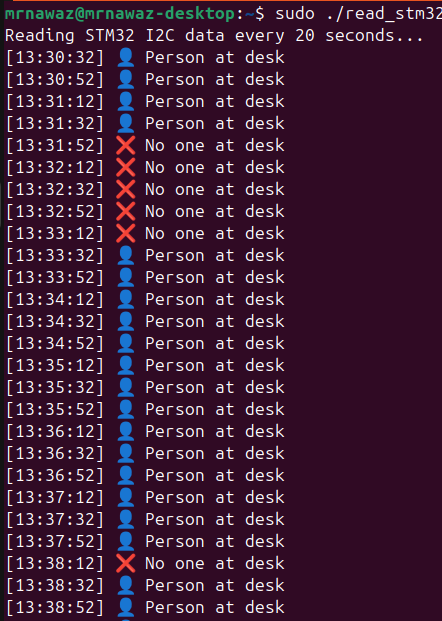 mrnawaz@mrnawaz-desktop:~$ sudo ./read_stm32
Reading STM32 I2C data every 20 seconds...
[13:30:32] 👤 Person at desk
[13:30:52] 👤 Person at desk
[13:31:12] 👤 Person at desk
[13:31:32] 👤 Person at desk
[13:31:52] ❌ No one at desk
[13:32:12] ❌ No one at desk
[13:32:32] ❌ No one at desk
[13:32:52] ❌ No one at desk
[13:33:12] ❌ No one at desk
[13:33:32] 👤 Person at desk
[13:33:52] 👤 Person at desk
[13:34:12] 👤 Person at desk
[13:34:32] 👤 Person at desk
[13:34:52] 👤 Person at desk
[13:35:12] 👤 Person at desk
[13:35:32] 👤 Person at desk
[13:35:52] 👤 Person at desk
[13:36:12] 👤 Person at desk
[13:36:32] 👤 Person at desk
[13:36:52] 👤 Person at desk
[13:37:12] 👤 Person at desk
[13:37:32] 👤 Person at desk
[13:37:52] 👤 Person at desk
[13:38:12] ❌ No one at desk
[13:38:32] 👤 Person at desk
[13:38:52] 👤 Person at desk